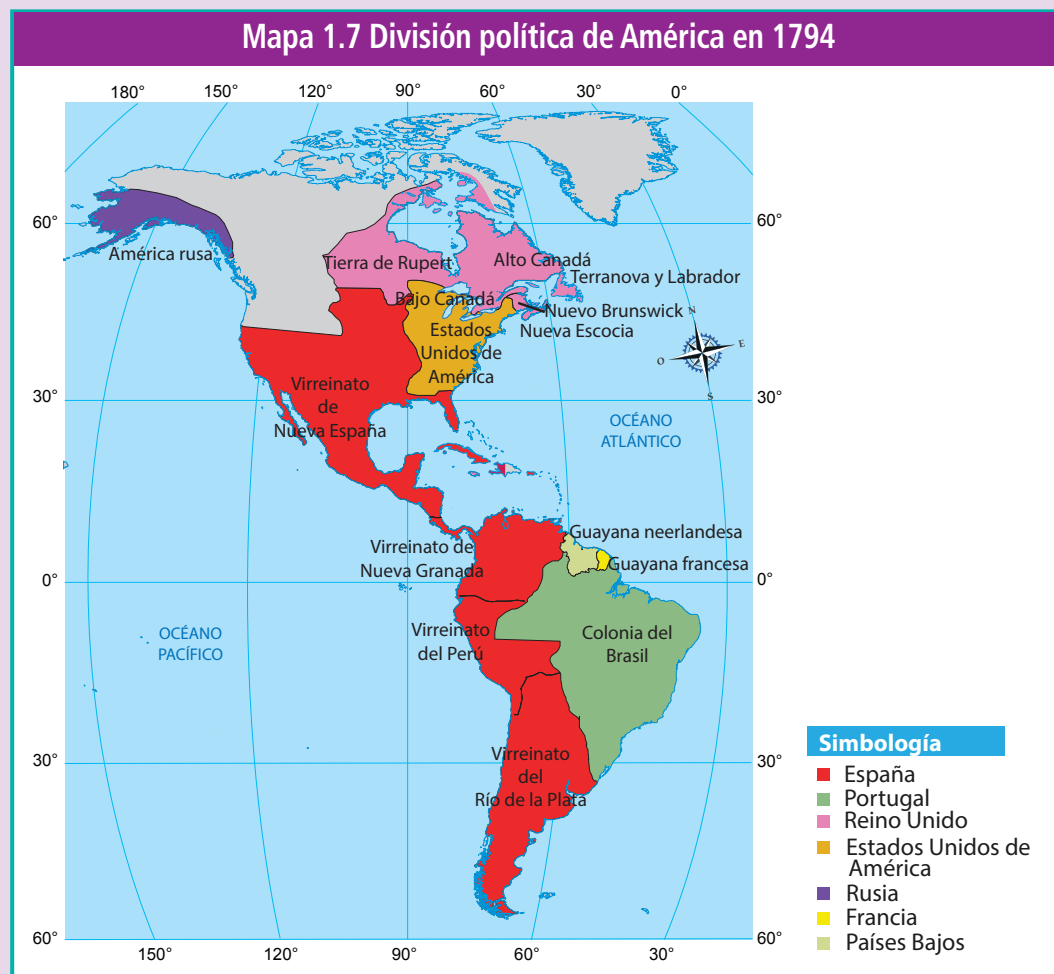 Mapa 1.7 División política de América en 1794
180° 150° 120° 90° 60° 30° 0°
60° 60°
América rusa
Tierra de Rupert
Alto Canadá
Terranova y Labrador
Bajo Canadá
Nuevo Brunswick
Nueva Escocia
Estados
Unidos de
América
N
E
O
S
30° 30°
Virreinato
de
Nueva España
OCÉANO
ATLÁNTICO
Guayana neerlandesa
Virreinato de
Nueva Granada
Guayana francesa
0° 0°
OCÉANO
PACÍFICO
Virreinato
del Perú
Colonia del
Brasil
30° 30°
Virreinato
del
Río de la Plata
60° 60°
150° 120° 90° 60° 30°
Simbología
España
Portugal
Reino Unido
Estados Unidos de
América
Rusia
Francia
Países Bajos